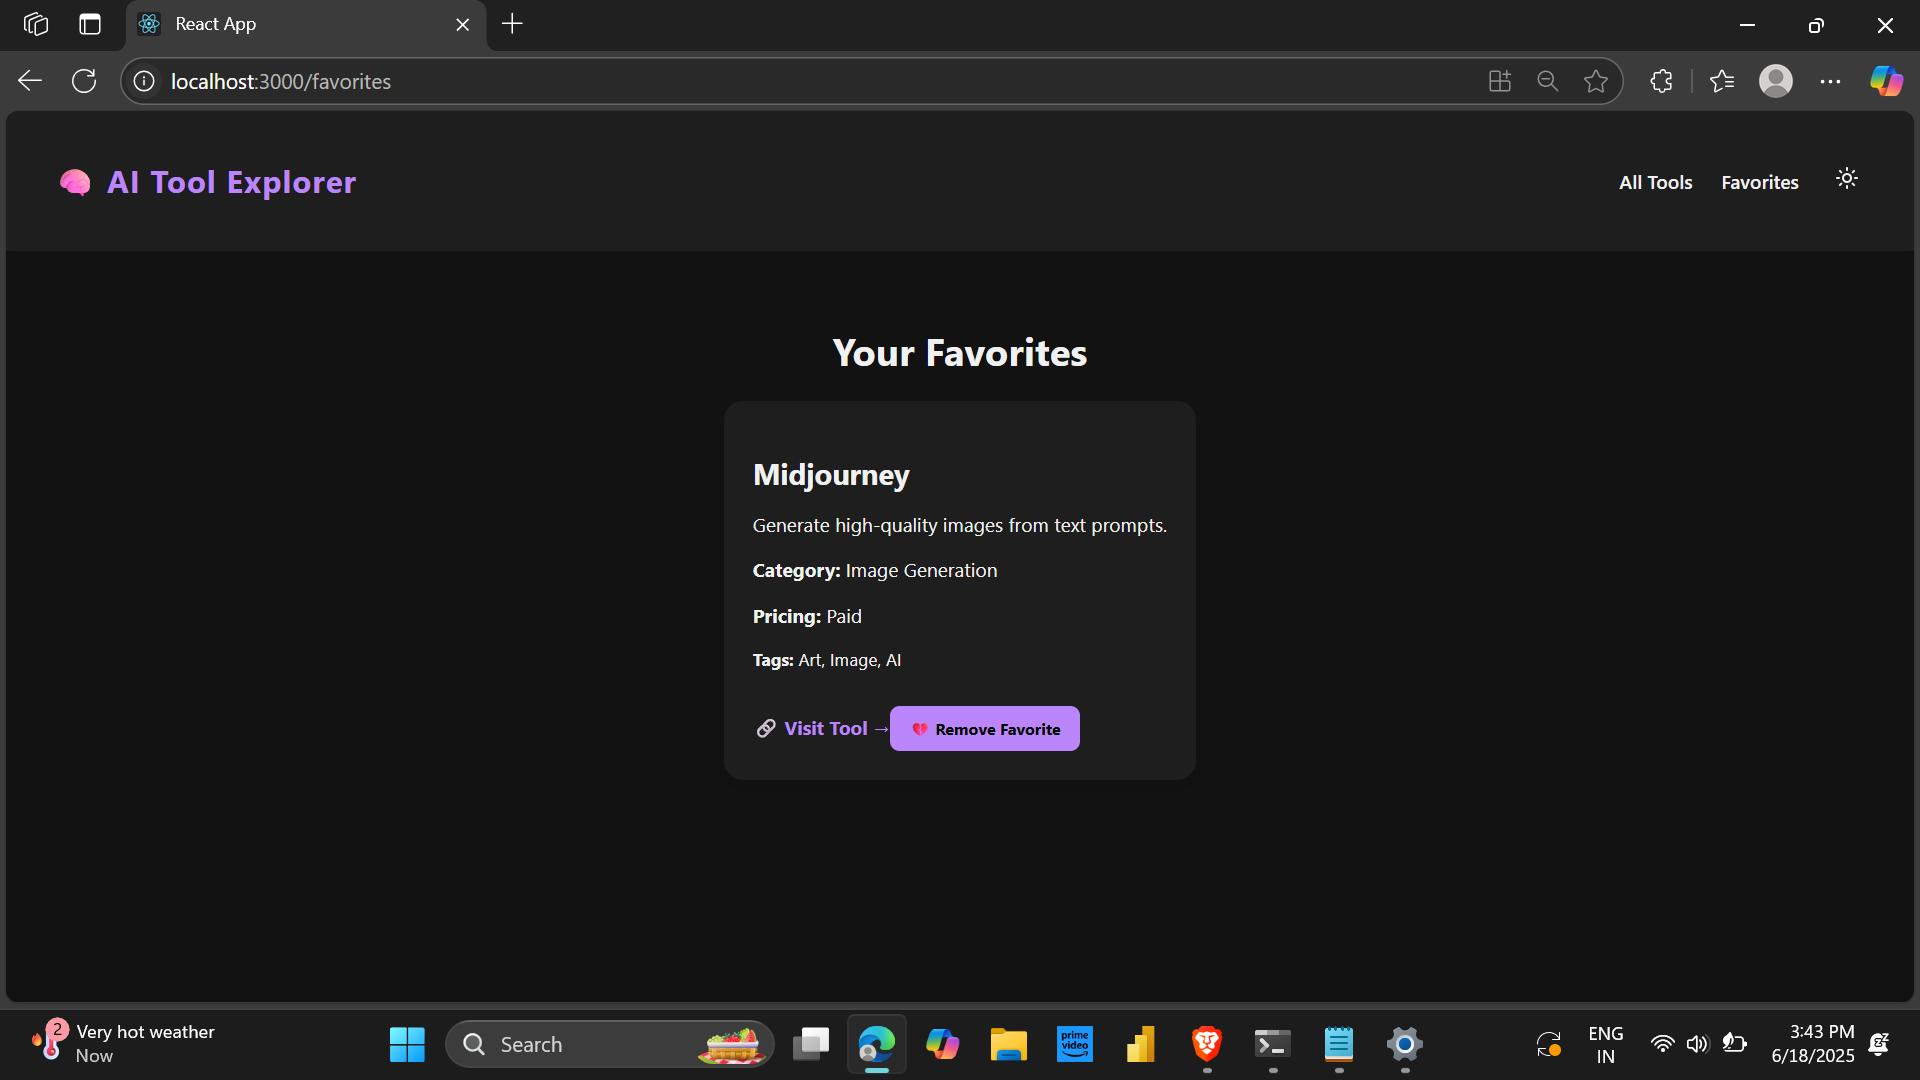 React App
localhost:3000/favorites
AI Tool Explorer
All Tools
Favorites
Your Favorites
Midjourney
Generate high-quality images from text prompts.
Category: Image Generation
Pricing: Paid
Tags: Art, Image, AI
🔗 Visit Tool →
💔 Remove Favorite
2
Very hot weather
Now
Search
prime video
ENG
IN
3:43 PM
6/18/2025